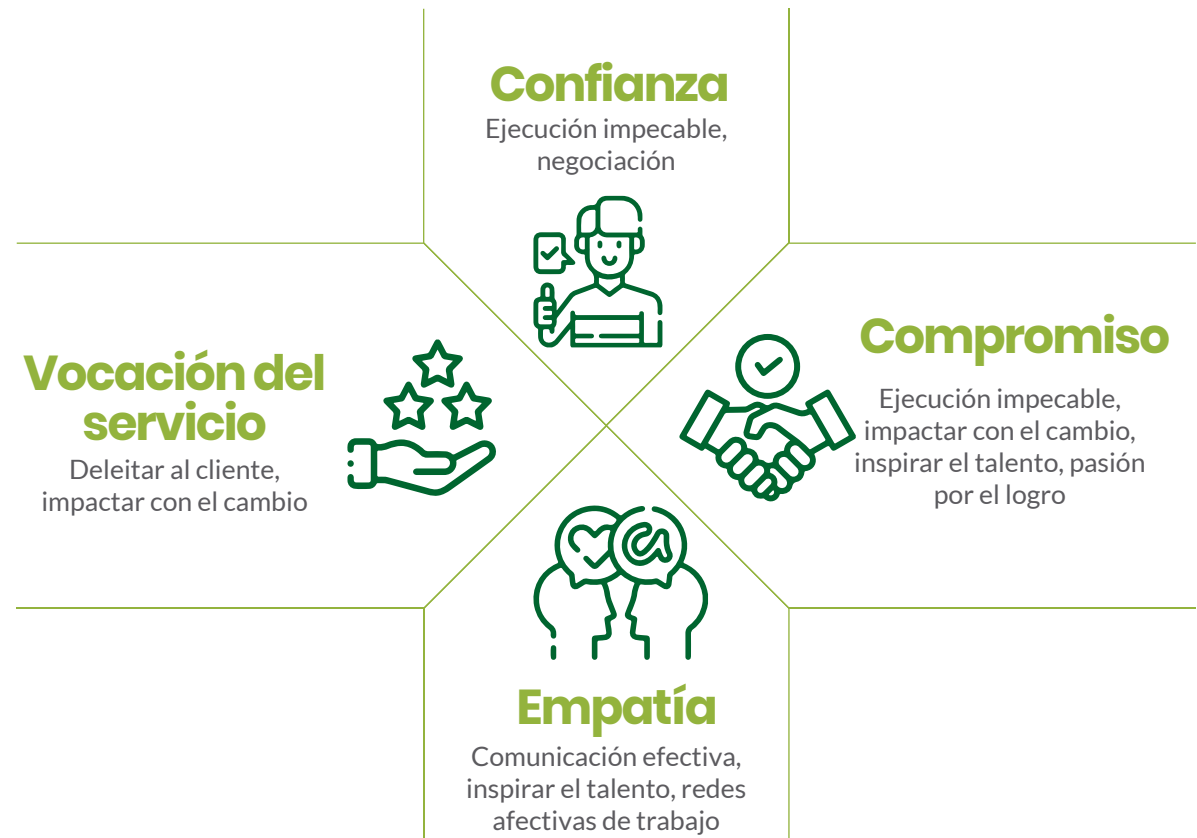 Confianza
Ejecución impecable,
negociación
Vocación del
servicio
Deleitar al cliente,
impactar con el cambio
Compromiso
Ejecución impecable,
impactar con el cambio,
inspirar el talento, pasión
por el logro
Empatía
Comunicación efectiva,
inspirar el talento, redes
afectivas de trabajo